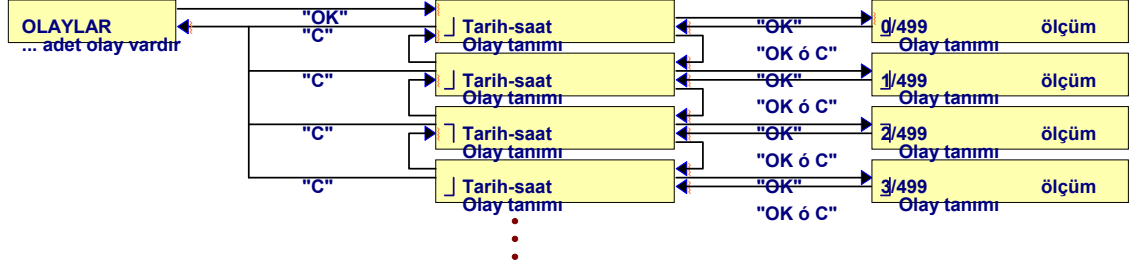 OLAYLAR
... adet olay vardır
"OK"
"C"
Tarih-saat
Olay tanımı
"OK"
"OK ó C"
0/499 ölçüm
Olay tanımı
"C"
Tarih-saat
Olay tanımı
"OK"
"OK ó C"
1/499 ölçüm
Olay tanımı
"C"
Tarih-saat
Olay tanımı
"OK"
"OK ó C"
2/499 ölçüm
Olay tanımı
"C"
Tarih-saat
Olay tanımı
"OK"
"OK ó C"
3/499 ölçüm
Olay tanımı